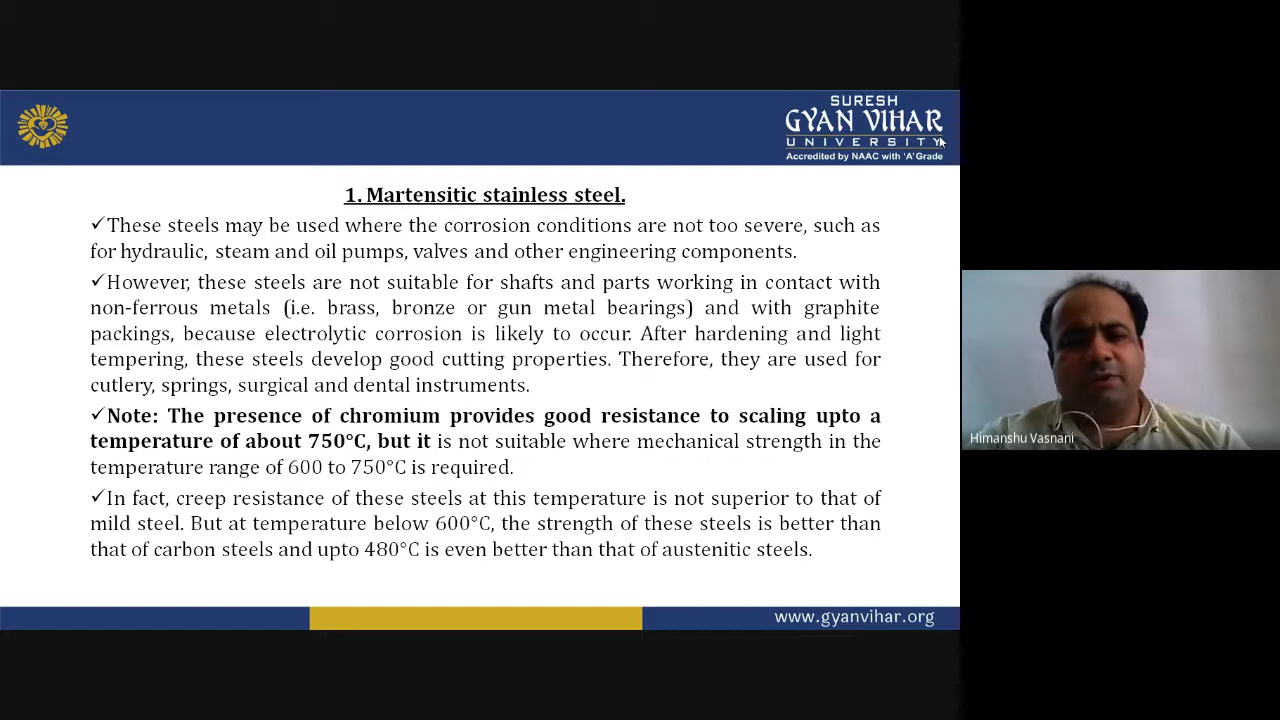 SURESH
GYAN VIHAR
UNIVERSITY
Accredited by NAAC with 'A' Grade
1. Martensitic stainless steel.
✓These steels may be used where the corrosion conditions are not too severe, such as
for hydraulic, steam and oil pumps, valves and other engineering components.
✓However, these steels are not suitable for shafts and parts working in contact with
non-ferrous metals (i.e. brass, bronze or gun metal bearings) and with graphite
packings, because electrolytic corrosion is likely to occur. After hardening and light
tempering, these steels develop good cutting properties. Therefore, they are used for
cutlery, springs, surgical and dental instruments.
✓Note: The presence of chromium provides good resistance to scaling upto a
temperature of about 750°C, but it is not suitable where mechanical strength in the
temperature range of 600 to 750°C is required.
✓In fact, creep resistance of these steels at this temperature is not superior to that of
mild steel. But at temperature below 600°C, the strength of these steels is better than
that of carbon steels and upto 480°C is even better than that of austenitic steels.
www.gyanvihar.org
Himanshu Vasnani